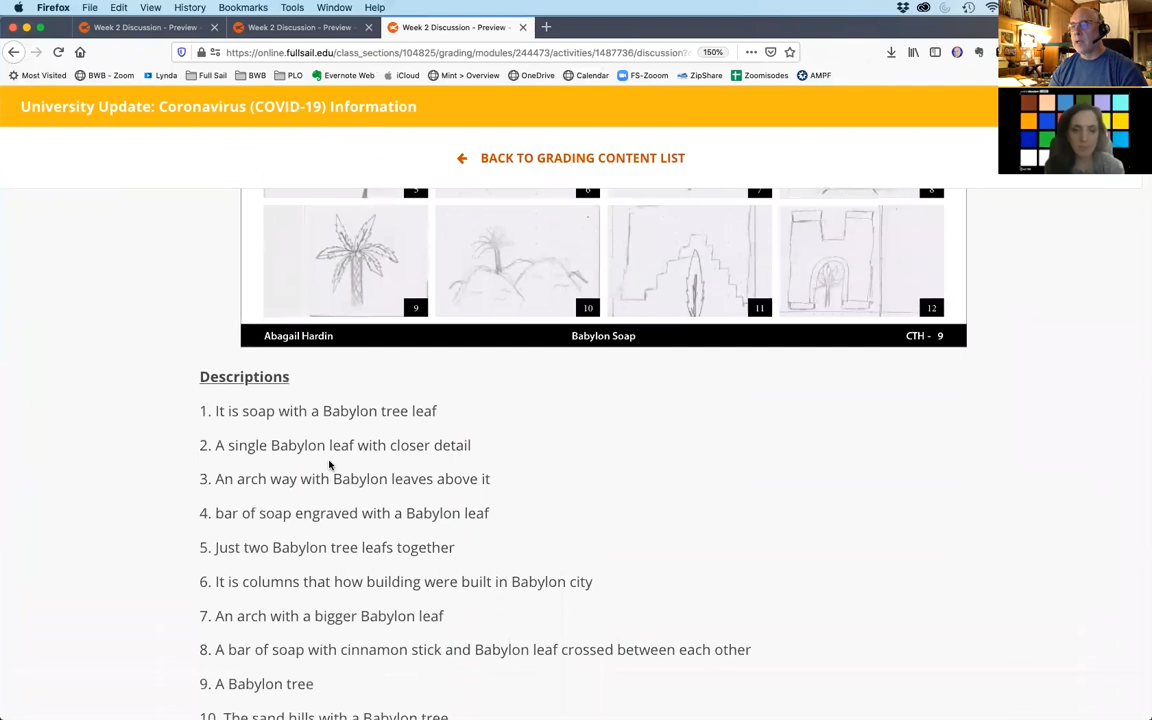 Firefox File Edit View History Bookmarks Tools Window Help
Week 2 Discussion - Preview Week 2 Discussion - Preview Week 2 Discussion - Preview
https://online.fullsail.edu/class_sections/104825/grading/modules/244473/activities/1487736/discussion? 150%
Most Visited BWB - Zoom Lynda Full Sail BWB PLO Evernote Web iCloud Mint > Overview OneDrive Calendar FS-Zooom ZipShare Zoomisodes AMPF
University Update: Coronavirus (COVID-19) Information
BACK TO GRADING CONTENT LIST
5 6 7 8
9 10 11 12
Abagail Hardin Babylon Soap CTH - 9
Descriptions
1. It is soap with a Babylon tree leaf
2. A single Babylon leaf with closer detail
3. An arch way with Babylon leaves above it
4. bar of soap engraved with a Babylon leaf
5. Just two Babylon tree leafs together
6. It is columns that how building were built in Babylon city
7. An arch with a bigger Babylon leaf
8. A bar of soap with cinnamon stick and Babylon leaf crossed between each other
9. A Babylon tree
10. The sand hills with a Babylon tree